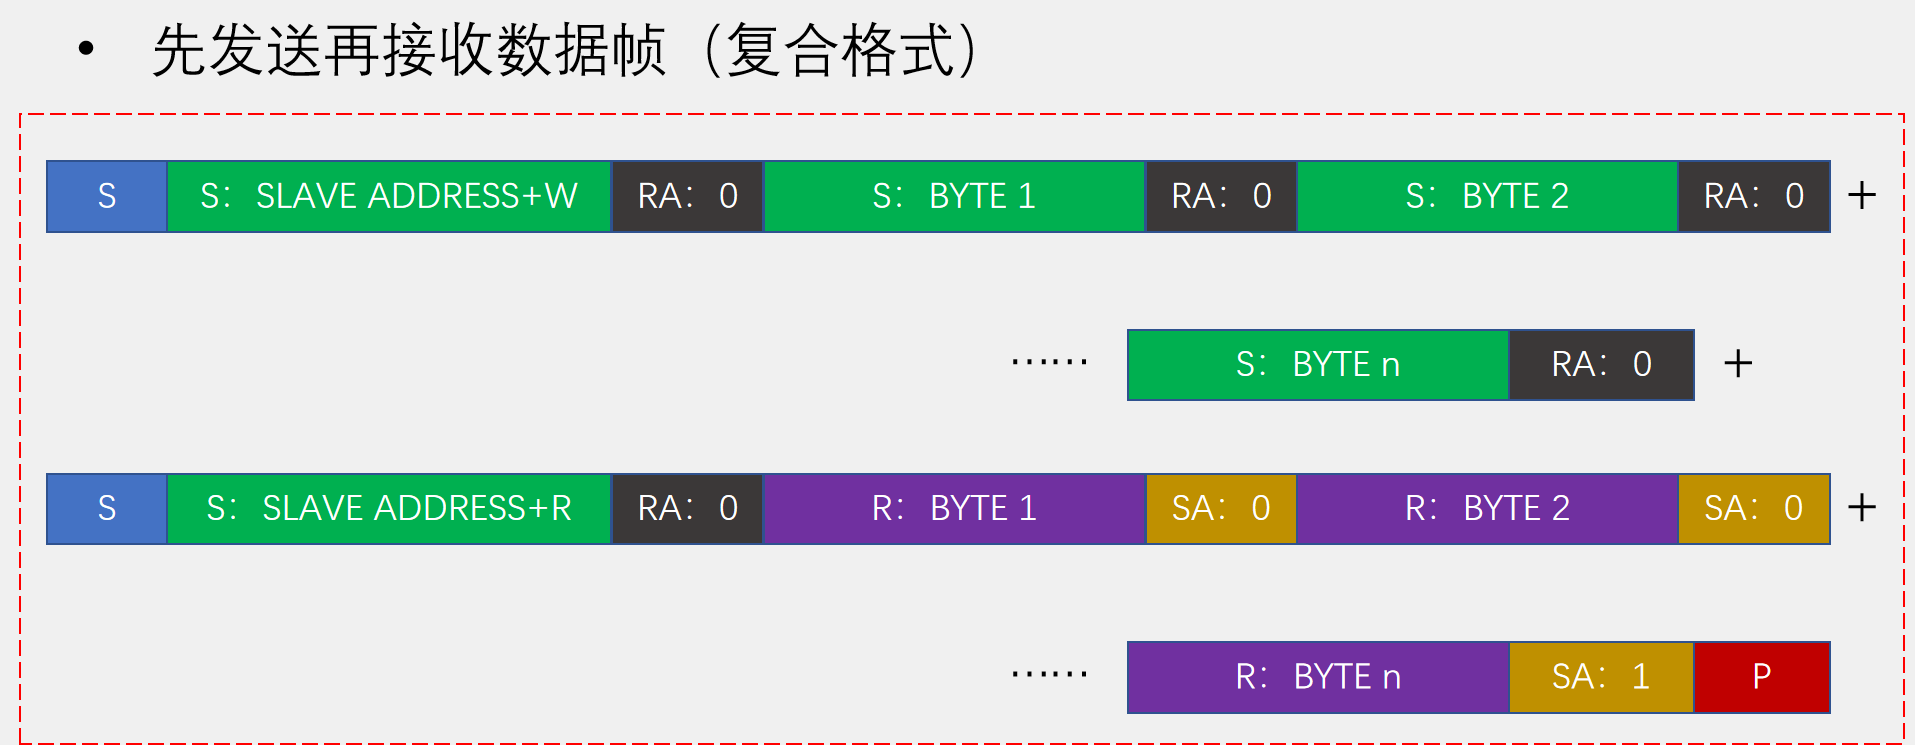 • 先发送再接收数据帧（复合格式）
S S：SLAVE ADDRESS+W RA：0 S：BYTE 1 RA：0 S：BYTE 2 RA：0 +
…… S：BYTE n RA：0 +
S S：SLAVE ADDRESS+R RA：0 R：BYTE 1 SA：0 R：BYTE 2 SA：0 +
…… R：BYTE n SA：1 P